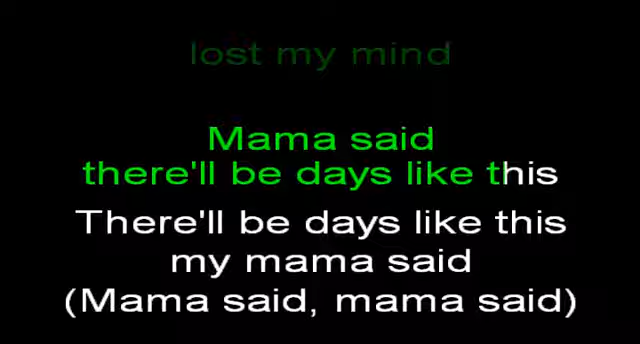 lost my mind
Mama said
there'll be days like this
There'll be days like this
my mama said
(Mama said, mama said)